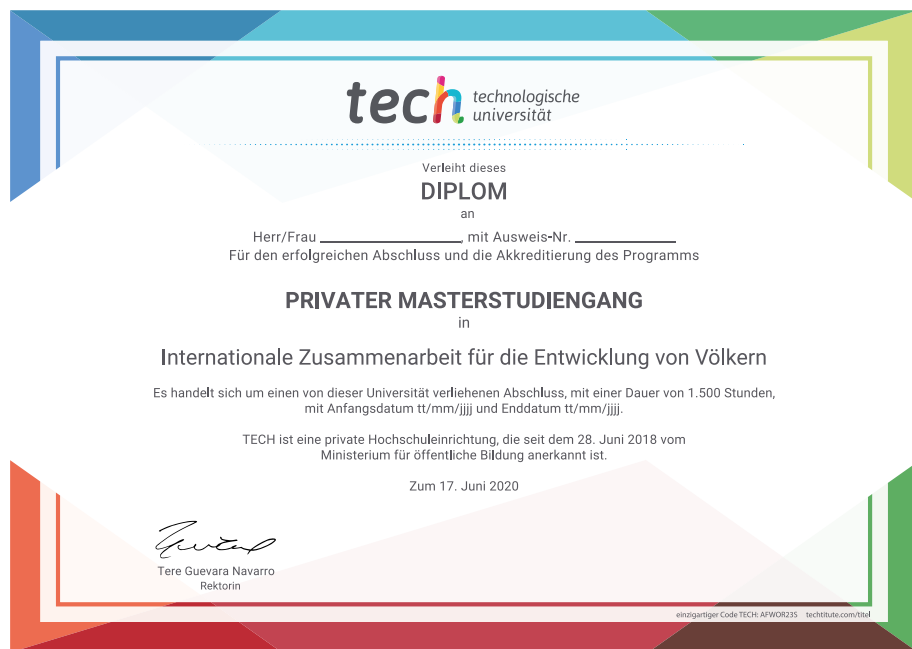 tech technologische
universität
Verleiht dieses
DIPLOM
an
Herr/Frau ____________________, mit Ausweis-Nr. ______________
Für den erfolgreichen Abschluss und die Akkreditierung des Programms
PRIVATER MASTERSTUDIENGANG
in
Internationale Zusammenarbeit für die Entwicklung von Völkern
Es handelt sich um einen von dieser Universität verliehenen Abschluss, mit einer Dauer von 1.500 Stunden,
mit Anfangsdatum tt/mm/jjjj und Enddatum tt/mm/jjjj.
TECH ist eine private Hochschuleinrichtung, die seit dem 28. Juni 2018 vom
Ministerium für öffentliche Bildung anerkannt ist.
Zum 17. Juni 2020
Tere Guevara Navarro
Rektorin
einzigartiger Code TECH: AFWOR23S techtitute.com/titel